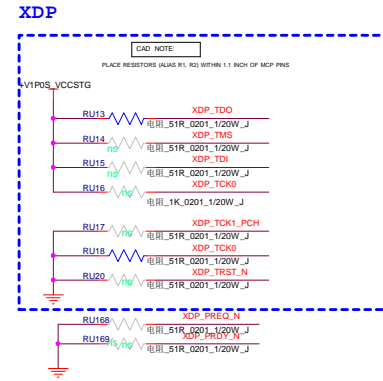 XDP
CAD NOTE:
PLACE RESISTORS (ALIAS R1, R2) WITHIN 1.1 INCH OF MCP PINS
+V1P0S_VCCSTG
RU13 XDP_TDO
电阻_51R_0201_1/20W_J
RU14 ns XDP_TMS
电阻_51R_0201_1/20W_J
RU15 ns XDP_TDI
电阻_51R_0201_1/20W_J
RU16 ns XDP_TCK0
电阻_1K_0201_1/20W_J
RU17 ns XDP_TCK1_PCH
电阻_51R_0201_1/20W_J
RU18 XDP_TCK0
电阻_51R_0201_1/20W_J
RU20 ns XDP_TRST_N
电阻_51R_0201_1/20W_J
RU168 ns XDP_PREQ_N
电阻_51R_0201_1/20W_J
RU169 ns XDP_PRDY_N
电阻_51R_0201_1/20W_J